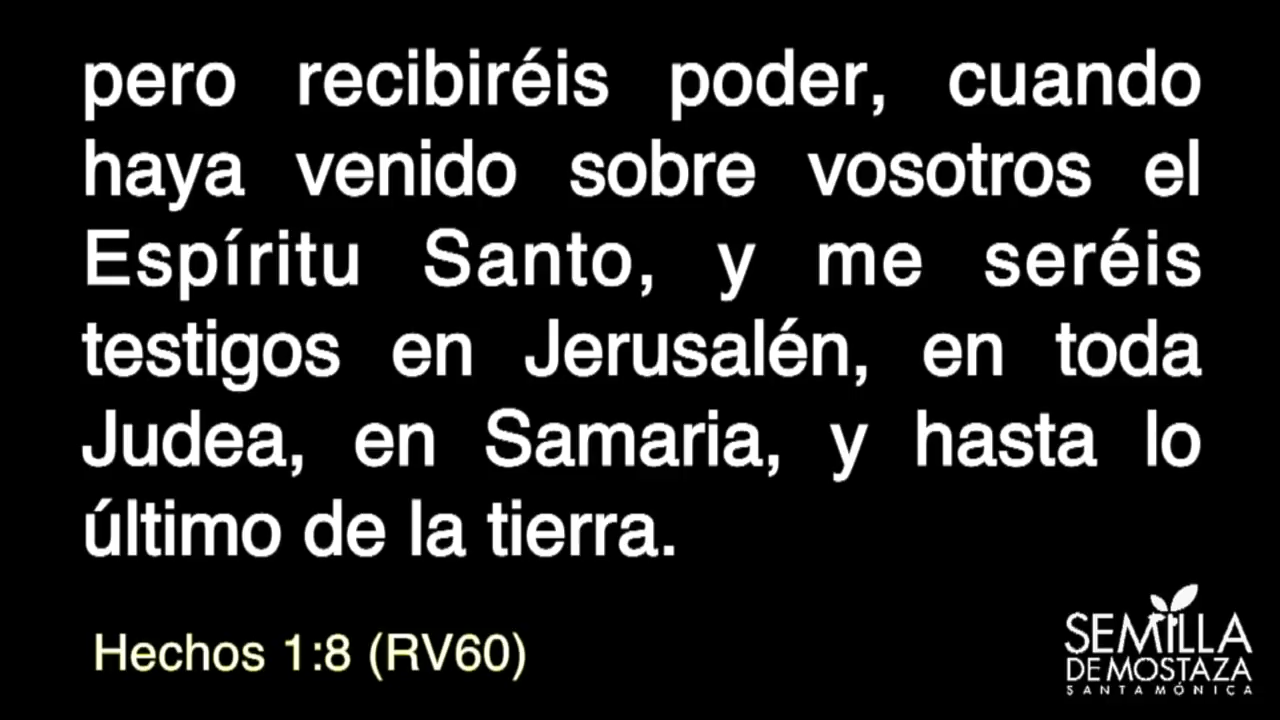 pero recibiréis poder, cuando
haya venido sobre vosotros el
Espíritu Santo, y me seréis
testigos en Jerusalén, en toda
Judea, en Samaria, y hasta lo
último de la tierra.
Hechos 1:8 (RV60)
SEMILLA
DE MOSTAZA
SANTA MÓNICA